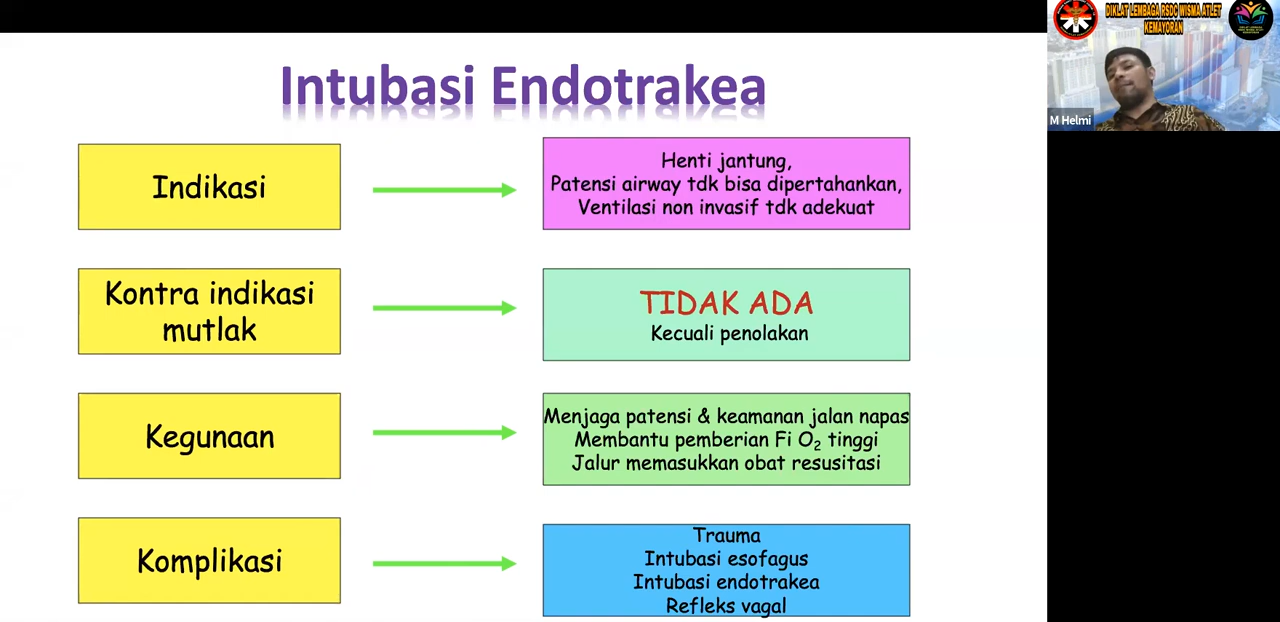 Intubasi Endotrakea
Indikasi
Henti jantung,
Patensi airway tdk bisa dipertahankan,
Ventilasi non invasif tdk adekuat
Kontra indikasi
mutlak
TIDAK ADA
Kecuali penolakan
Kegunaan
Menjaga patensi & keamanan jalan napas
Membantu pemberian Fi O₂ tinggi
Jalur memasukkan obat resusitasi
Komplikasi
Trauma
Intubasi esofagus
Intubasi endotrakea
Refleks vagal
DIKLAT LEMBAGA RSDC WISMA ATLET
KEMAYORAN
M Helmi